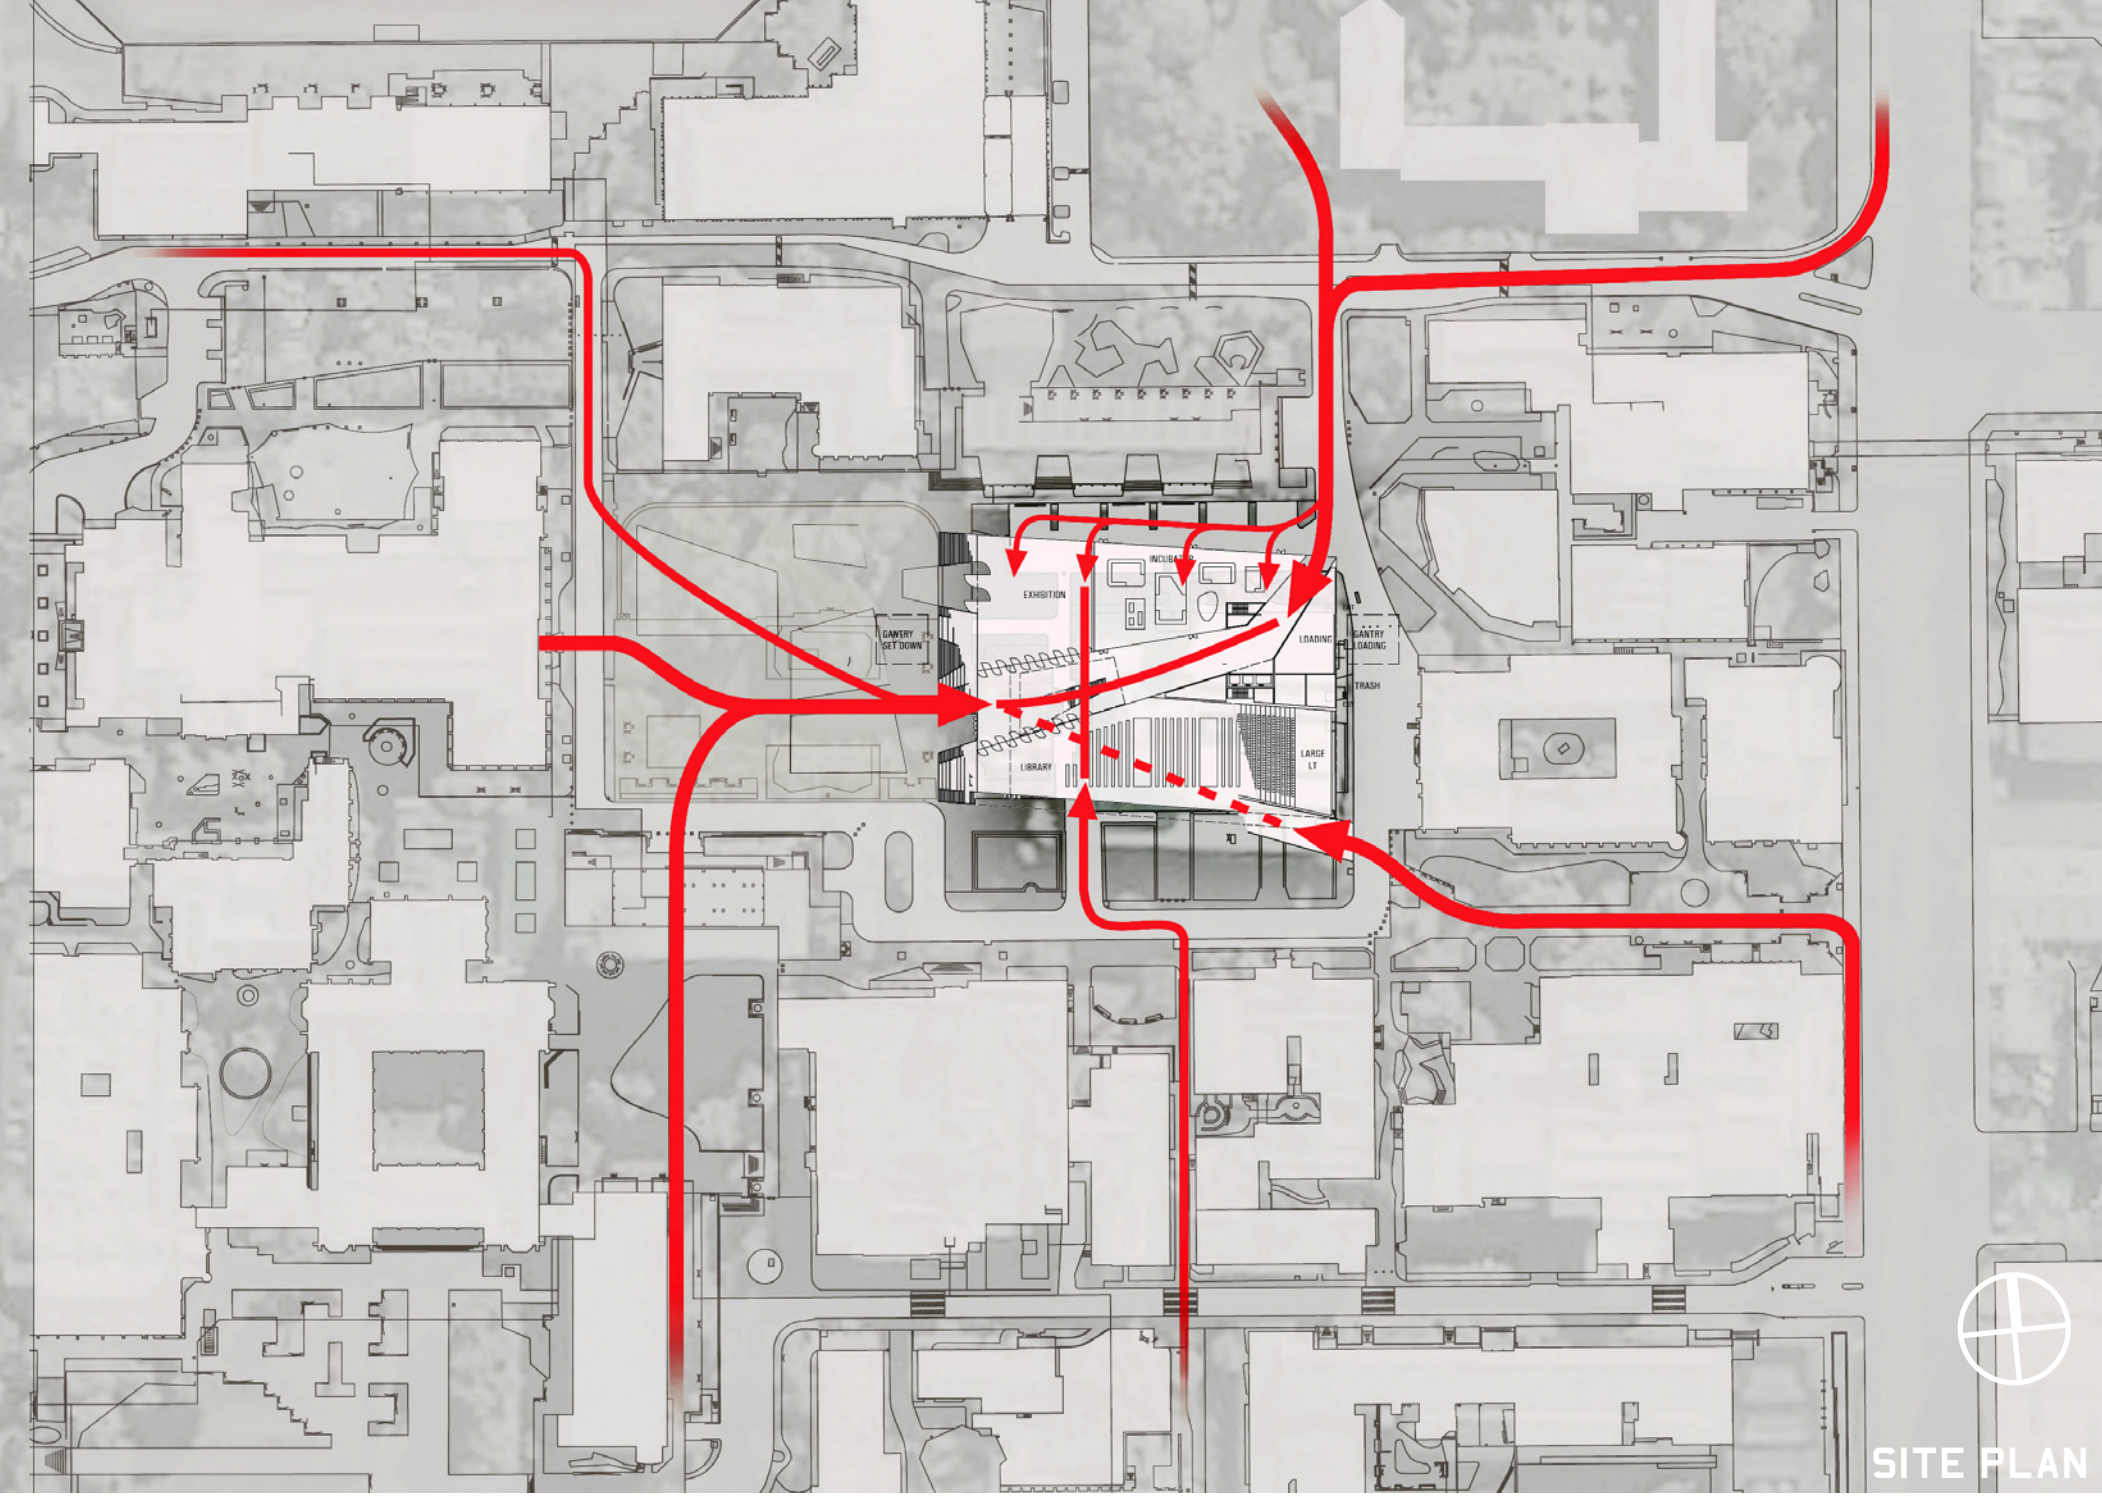 INCUBATOR
EXHIBITION
GANTRY
SET DOWN
LOADING
GANTRY
LOADING
TRASH
LIBRARY
LARGE
LT
SITE PLAN